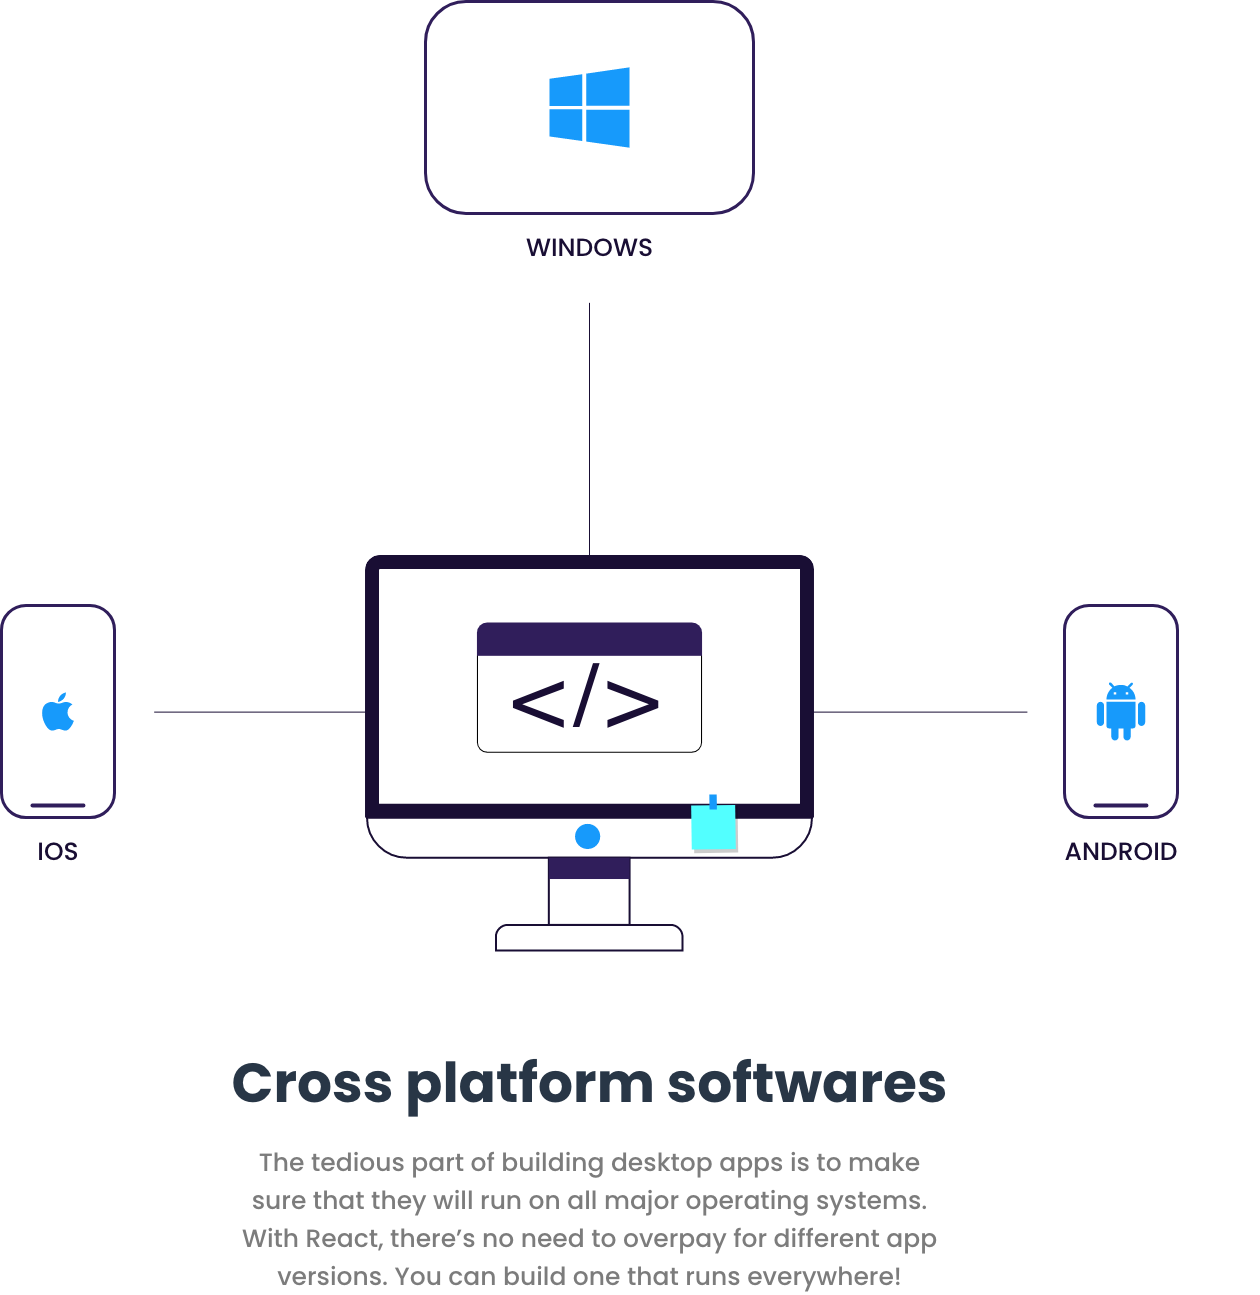 WINDOWS
</>
IOS
ANDROID
Cross platform softwares
The tedious part of building desktop apps is to make
sure that they will run on all major operating systems.
With React, there’s no need to overpay for different app
versions. You can build one that runs everywhere!